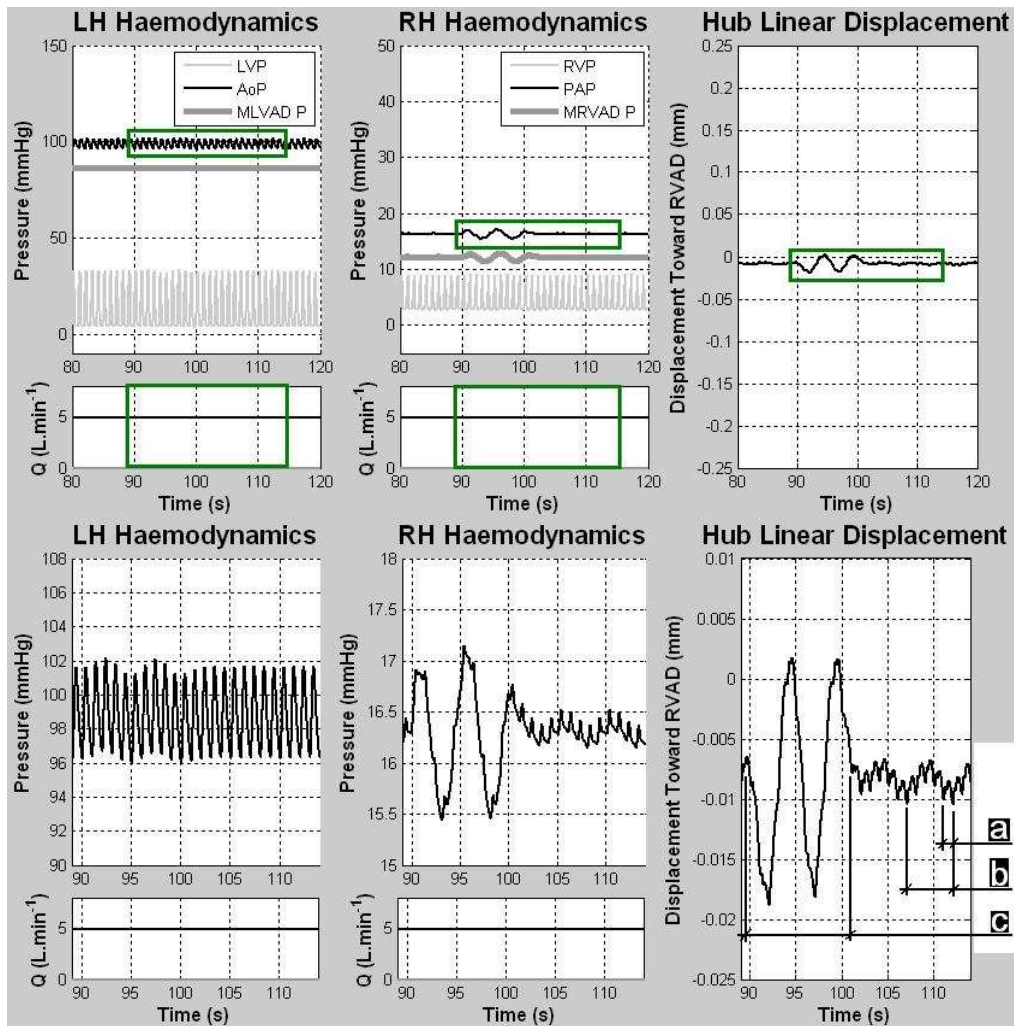 LH Haemodynamics
150
100
50
0
Pressure (mmHg)
LVP
AoP
MLVAD P
80 90 100 110 120
5
0
Q (L.min⁻¹)
80 90 100 110 120
Time (s)
RH Haemodynamics
50
40
30
20
10
0
Pressure (mmHg)
RVP
PAP
MRVAD P
80 90 100 110 120
5
0
Q (L.min⁻¹)
80 90 100 110 120
Time (s)
Hub Linear Displacement
0.25
0.2
0.15
0.1
0.05
0
-0.05
-0.1
-0.15
-0.2
-0.25
Displacement Toward RVAD (mm)
80 90 100 110 120
Time (s)
LH Haemodynamics
108
106
104
102
100
98
96
94
92
90
Pressure (mmHg)
90 95 100 105 110
5
0
Q (L.min⁻¹)
90 95 100 105 110
Time (s)
RH Haemodynamics
18
17.5
17
16.5
16
15.5
15
Pressure (mmHg)
90 95 100 105 110
5
0
Q (L.min⁻¹)
90 95 100 105 110
Time (s)
Hub Linear Displacement
0.01
0.005
0
-0.005
-0.01
-0.015
-0.02
-0.025
Displacement Toward RVAD (mm)
a
b
c
90 95 100 105 110
Time (s)